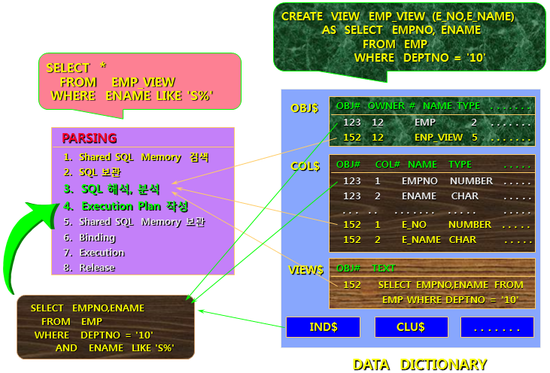 CREATE VIEW EMP_VIEW (E_NO,E_NAME)
AS SELECT EMPNO, ENAME
FROM EMP
WHERE DEPTNO = '10'
SELECT *
FROM EMP_VIEW
WHERE ENAME LIKE 'S%'
PARSING
1. Shared SQL Memory 검색
2. SQL 보관
3. SQL 해석, 분석
4. Execution Plan 작성
5. Shared SQL Memory 보관
6. Binding
7. Execution
8. Release
SELECT EMPNO,ENAME
FROM EMP
WHERE DEPTNO = '10'
AND ENAME LIKE 'S%'
OBJ$
OBJ# OWNER # NAME TYPE .......
123 12 EMP 2 .....
152 12 ENP_VIEW 5 .....
COL$
OBJ# COL# NAME TYPE .....
123 1 EMPNO NUMBER .....
123 2 ENAME CHAR .....
... .. ....... ..... ....
152 1 E_NO NUMBER .....
152 2 E_NAME CHAR .....
VIEW$
OBJ# TEXT
152 SELECT EMPNO,ENAME FROM
EMP WHERE DEPTNO = '10'
IND$ CLU$ .......
DATA DICTIONARY